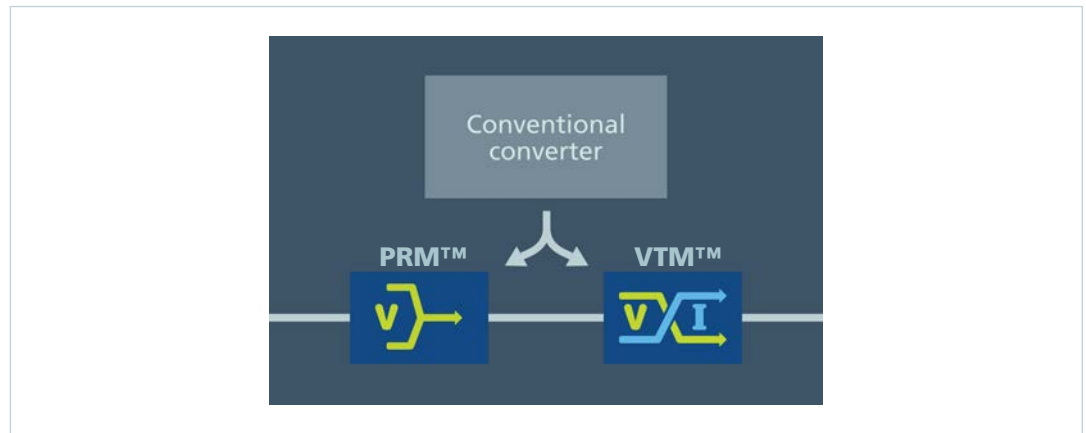 Conventional
converter
PRM™ VTM™
V V I